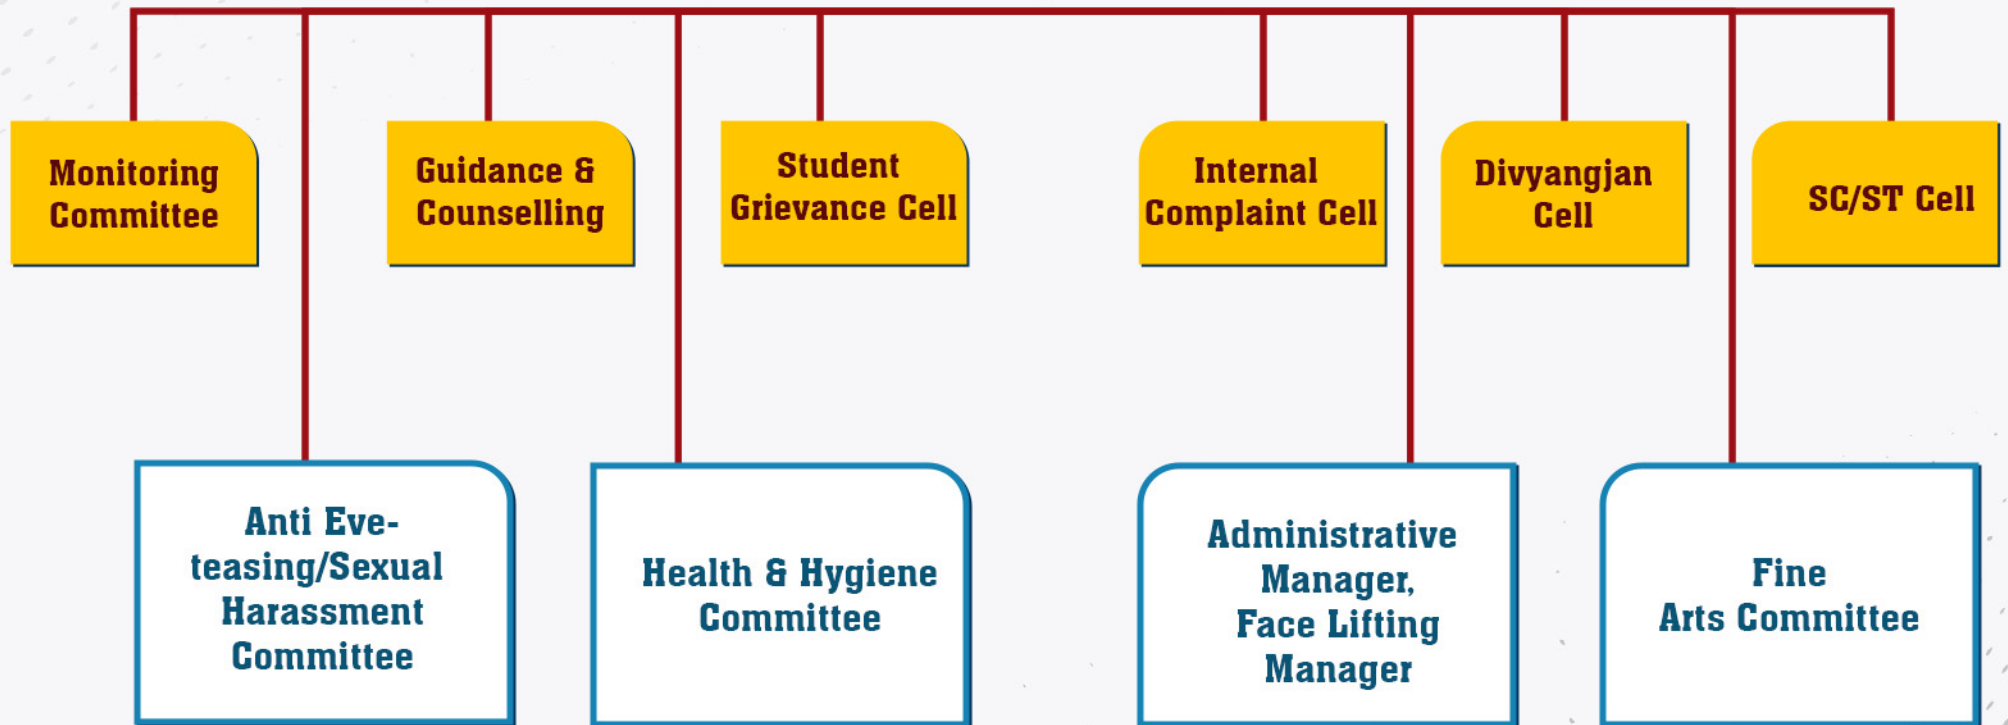 Monitoring
Committee
Guidance &
Counselling
Student
Grievance Cell
Internal
Complaint Cell
Divyangjan
Cell
SC/ST Cell
Anti Eve-
teasing/Sexual
Harassment
Committee
Health & Hygiene
Committee
Administrative
Manager,
Face Lifting
Manager
Fine
Arts Committee